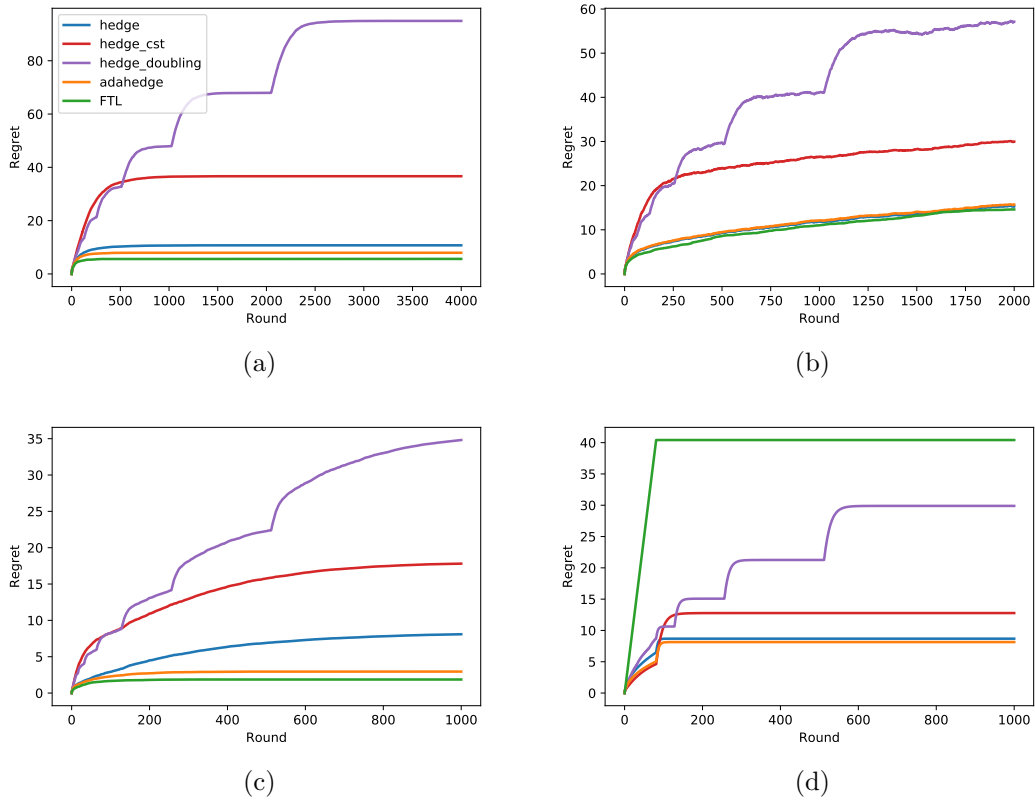 hedge
hedge_cst
hedge_doubling
adahedge
FTL
Regret
80
60
40
20
0
0 500 1000 1500 2000 2500 3000 3500 4000
Round
(a)
Regret
60
50
40
30
20
10
0
0 250 500 750 1000 1250 1500 1750 2000
Round
(b)
Regret
35
30
25
20
15
10
5
0
0 200 400 600 800 1000
Round
(c)
Regret
40
35
30
25
20
15
10
5
0
0 200 400 600 800 1000
Round
(d)